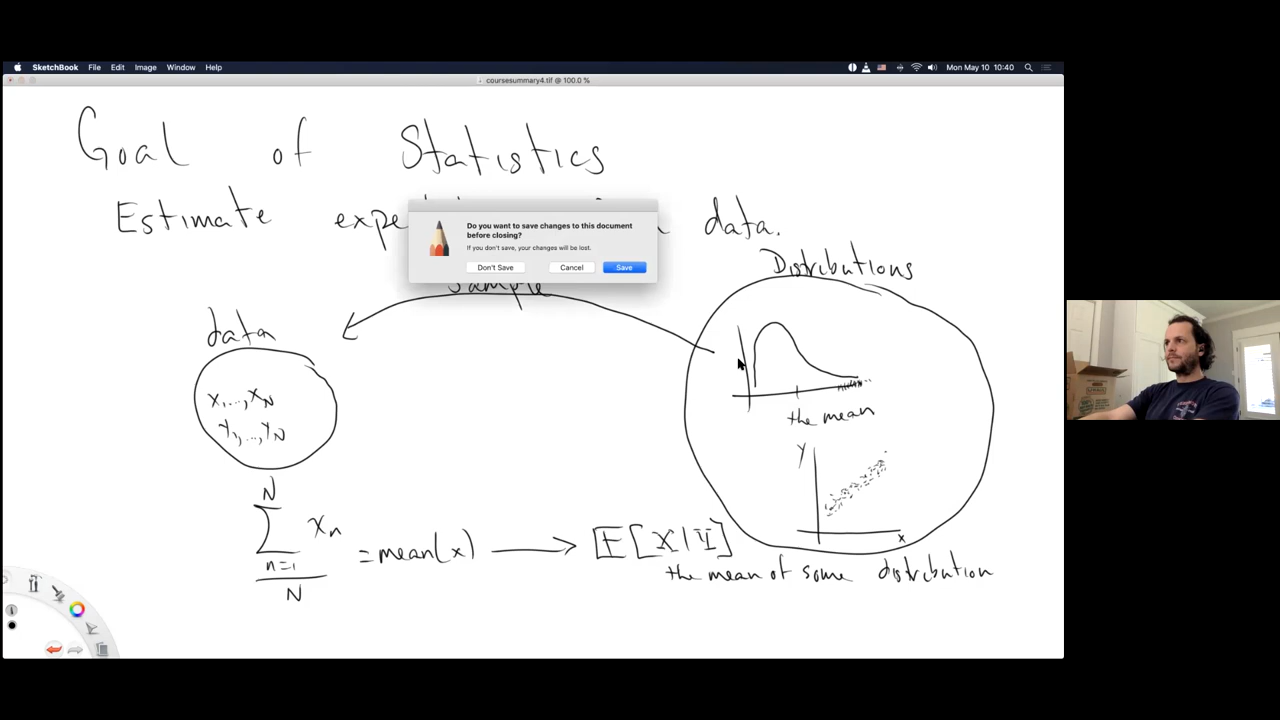 SketchBook File Edit Image Window Help Mon May 10 10:40
coursesummary4.tif @ 100.0 %
Goal of Statistics
Estimate data.
Do you want to save changes to this document
before closing?
If you don't save, your changes will be lost.
Don't Save Cancel Save
Sample
Distributions
data
x1,...,xN
y1,...,yN
the mean
y
x
N
∑ xn
n=1
N
= mean(x) → E[X|Y]
the mean of some distribution